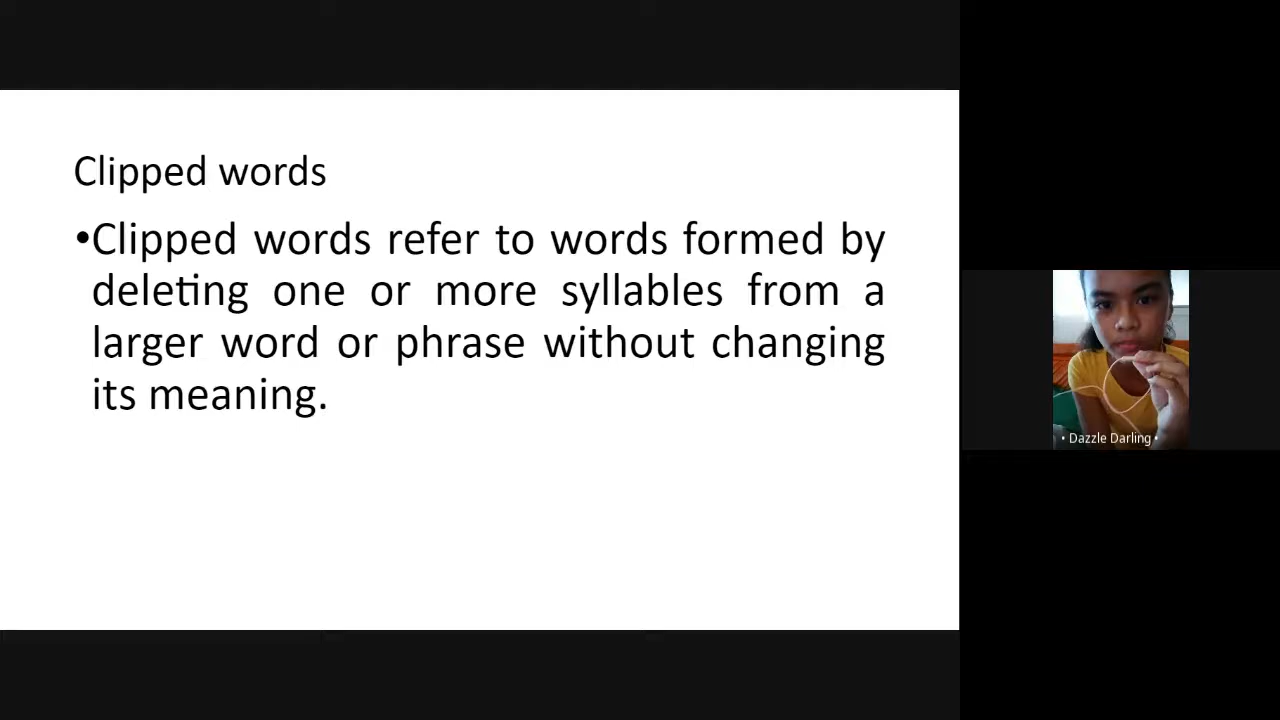 Clipped words
•Clipped words refer to words formed by
deleting one or more syllables from a
larger word or phrase without changing
its meaning.
• Dazzle Darling •